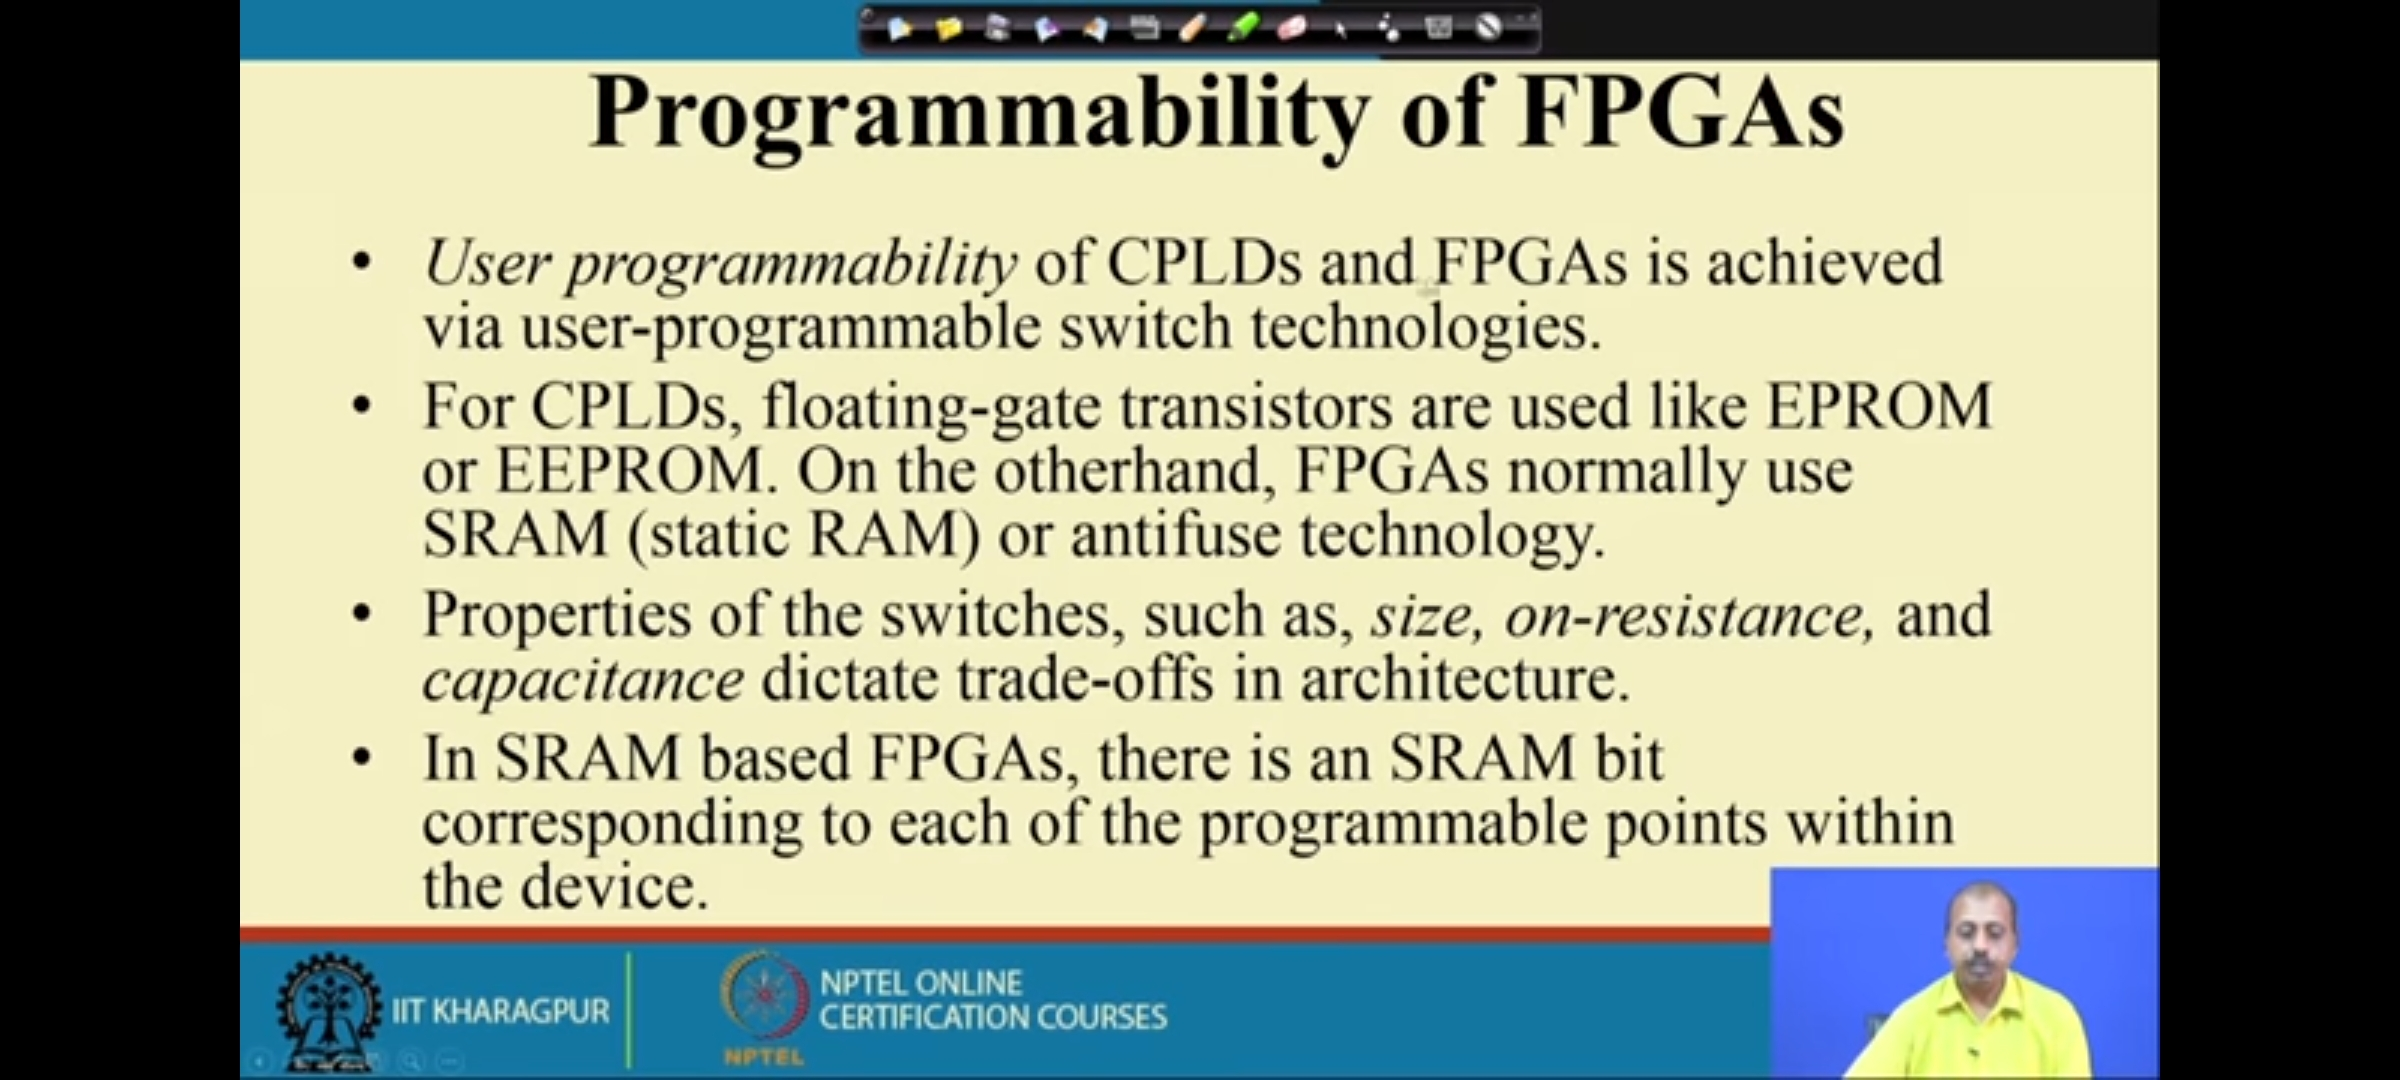 Programmability of FPGAs
• User programmability of CPLDs and FPGAs is achieved
via user-programmable switch technologies.
• For CPLDs, floating-gate transistors are used like EPROM
or EEPROM. On the otherhand, FPGAs normally use
SRAM (static RAM) or antifuse technology.
• Properties of the switches, such as, size, on-resistance, and
capacitance dictate trade-offs in architecture.
• In SRAM based FPGAs, there is an SRAM bit
corresponding to each of the programmable points within
the device.
IIT KHARAGPUR
NPTEL ONLINE
CERTIFICATION COURSES
NPTEL